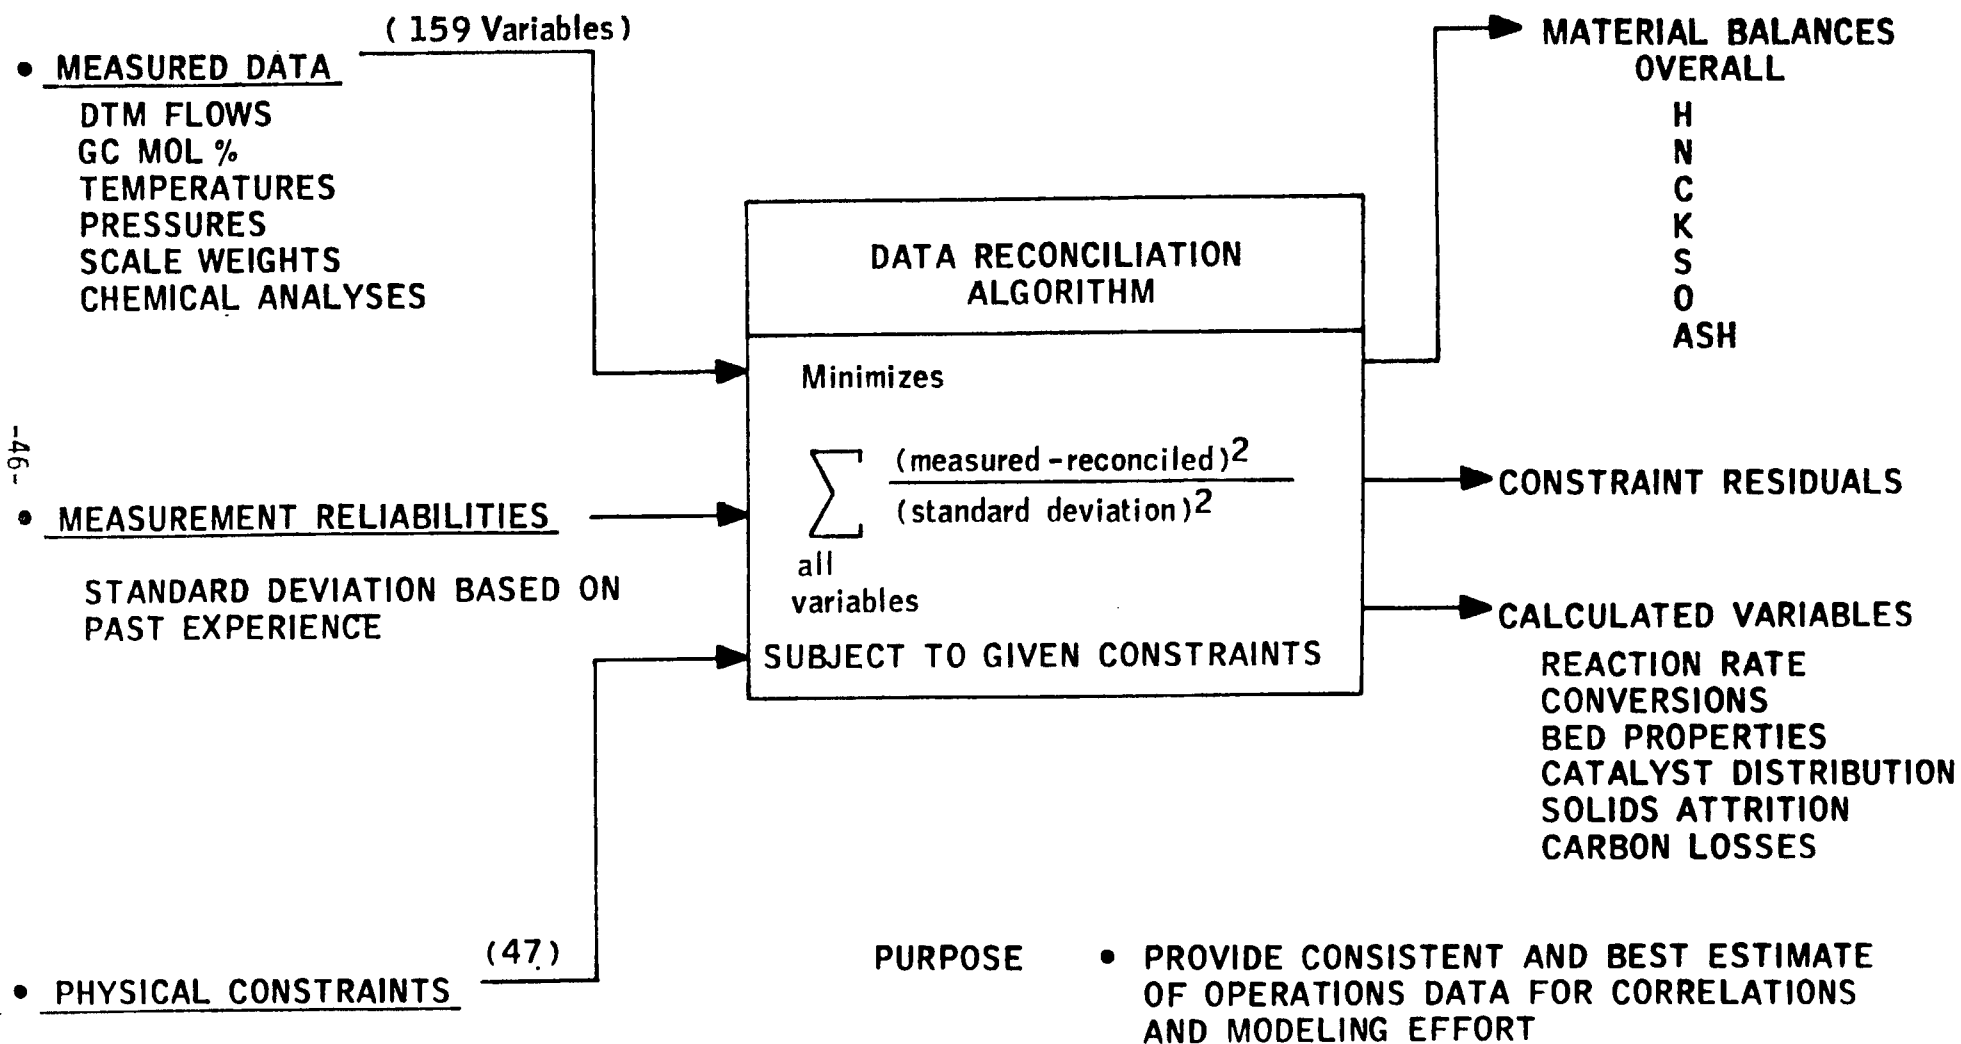 (159 Variables)
• MEASURED DATA
DTM FLOWS
GC MOL %
TEMPERATURES
PRESSURES
SCALE WEIGHTS
CHEMICAL ANALYSES
-46-
• MEASUREMENT RELIABILITIES
STANDARD DEVIATION BASED ON
PAST EXPERIENCE
(47)
• PHYSICAL CONSTRAINTS
DATA RECONCILIATION
ALGORITHM
Minimizes
∑ (measured-reconciled)2
(standard deviation)2
all
variables
SUBJECT TO GIVEN CONSTRAINTS
MATERIAL BALANCES
OVERALL
H
N
C
K
S
O
ASH
CONSTRAINT RESIDUALS
CALCULATED VARIABLES
REACTION RATE
CONVERSIONS
BED PROPERTIES
CATALYST DISTRIBUTION
SOLIDS ATTRITION
CARBON LOSSES
PURPOSE • PROVIDE CONSISTENT AND BEST ESTIMATE
OF OPERATIONS DATA FOR CORRELATIONS
AND MODELING EFFORT